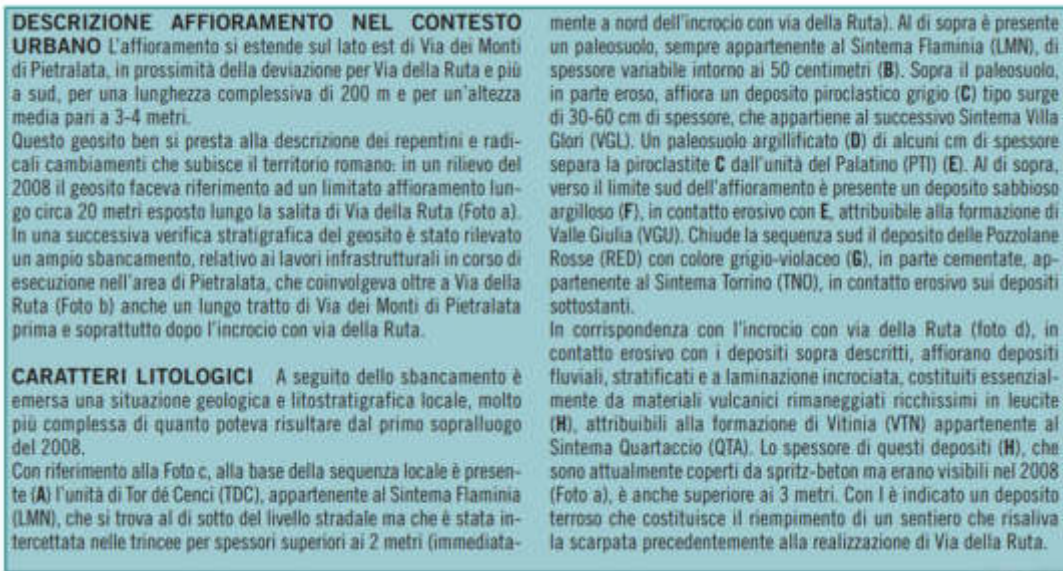 DESCRIZIONE AFFIORAMENTO NEL CONTESTO
URBANO L'affioramento si estende sul lato est di Via dei Monti
di Pietralata, in prossimità della deviazione per Via della Ruta e più
a sud, per una lunghezza complessiva di 200 m e per un'altezza
media pari a 3-4 metri.
Questo geosito ben si presta alla descrizione dei repentini e radi-
cali cambiamenti che subisce il territorio romano: in un rilievo del
2008 il geosito faceva riferimento ad un limitato affioramento lun-
go circa 20 metri esposto lungo la salita di Via della Ruta (Foto a).
In una successiva verifica stratigrafica del geosito è stato rilevato
un ampio sbancamento, relativo ai lavori infrastrutturali in corso di
esecuzione nell'area di Pietralata, che coinvolgeva oltre a Via della
Ruta (Foto b) anche un lungo tratto di Via dei Monti di Pietralata
prima e soprattutto dopo l'incrocio con via della Ruta.
CARATTERI LITOLOGICI A seguito dello sbancamento è
emersa una situazione geologica e litostratigrafica locale, molto
più complessa di quanto poteva risultare dal primo sopralluogo
del 2008.
Con riferimento alla Foto c, alla base della sequenza locale è presen-
te (A) l'unità di Tor dé Cenci (TDC), appartenente al Sintema Flaminia
(LMN), che si trova al di sotto del livello stradale ma che è stata in-
tercettata nelle trincee per spessori superiori ai 2 metri (immediata-
mente a nord dell'incrocio con via della Ruta). Al di sopra è presente
un paleosuolo, sempre appartenente al Sintema Flaminia (LMN), di
spessore variabile intorno ai 50 centimetri (B). Sopra il paleosuolo,
in parte eroso, affiora un deposito piroclastico grigio (C) tipo surge
di 30-60 cm di spessore, che appartiene al successivo Sintema Villa
Glori (VGL). Un paleosuolo argillificato (D) di alcuni cm di spessore
separa la piroclastite C dall'unità del Palatino (PTI) (E). Al di sopra,
verso il limite sud dell'affioramento è presente un deposito sabbioso
argilloso (F), in contatto erosivo con E, attribuibile alla formazione di
Valle Giulia (VGU). Chiude la sequenza sud il deposito delle Pozzolane
Rosse (RED) con colore grigio-violaceo (G), in parte cementate, ap-
partenente al Sintema Torrino (TNO), in contatto erosivo sui depositi
sottostanti.
In corrispondenza con l'incrocio con via della Ruta (foto d), in
contatto erosivo con i depositi sopra descritti, affiorano depositi
fluviali, stratificati e a laminazione incrociata, costituiti essenzial-
mente da materiali vulcanici rimaneggiati ricchissimi in leucite
(H), attribuibili alla formazione di Vitinia (VTN) appartenente al
Sintema Quartaccio (QTA). Lo spessore di questi depositi (H), che
sono attualmente coperti da spritz-beton ma erano visibili nel 2008
(Foto a), è anche superiore ai 3 metri. Con I è indicato un deposito
terroso che costituisce il riempimento di un sentiero che risaliva
la scarpata precedentemente alla realizzazione di Via della Ruta.